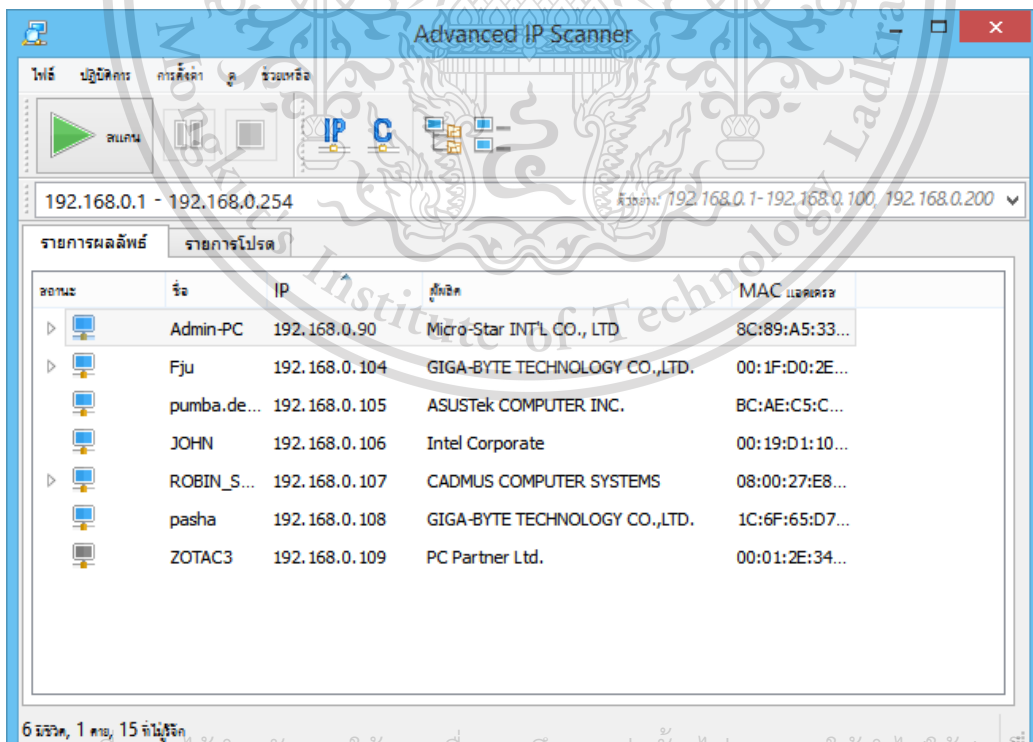 Advanced IP Scanner
ไฟล์ ปฏิบัติการ การตั้งค่า ดู ช่วยเหลือ
สแกน IP C
192.168.0.1 - 192.168.0.254 ตัวอย่าง: 192.168.0.1-192.168.0.100, 192.168.0.200
รายการผลลัพธ์ รายการโปรด
สถานะ ชื่อ IP ผู้ผลิต MAC แอดเดรส
Admin-PC 192.168.0.90 Micro-Star INT'L CO., LTD 8C:89:A5:33...
Fju 192.168.0.104 GIGA-BYTE TECHNOLOGY CO.,LTD. 00:1F:D0:2E...
pumba.de... 192.168.0.105 ASUSTek COMPUTER INC. BC:AE:C5:C...
JOHN 192.168.0.106 Intel Corporate 00:19:D1:10...
ROBIN_S... 192.168.0.107 CADMUS COMPUTER SYSTEMS 08:00:27:E8...
pasha 192.168.0.108 GIGA-BYTE TECHNOLOGY CO.,LTD. 1C:6F:65:D7...
ZOTAC3 192.168.0.109 PC Partner Ltd. 00:01:2E:34...
6 มีชีวิต, 1 ตาย, 15 ที่ไม่รู้จัก
Institute of Technology